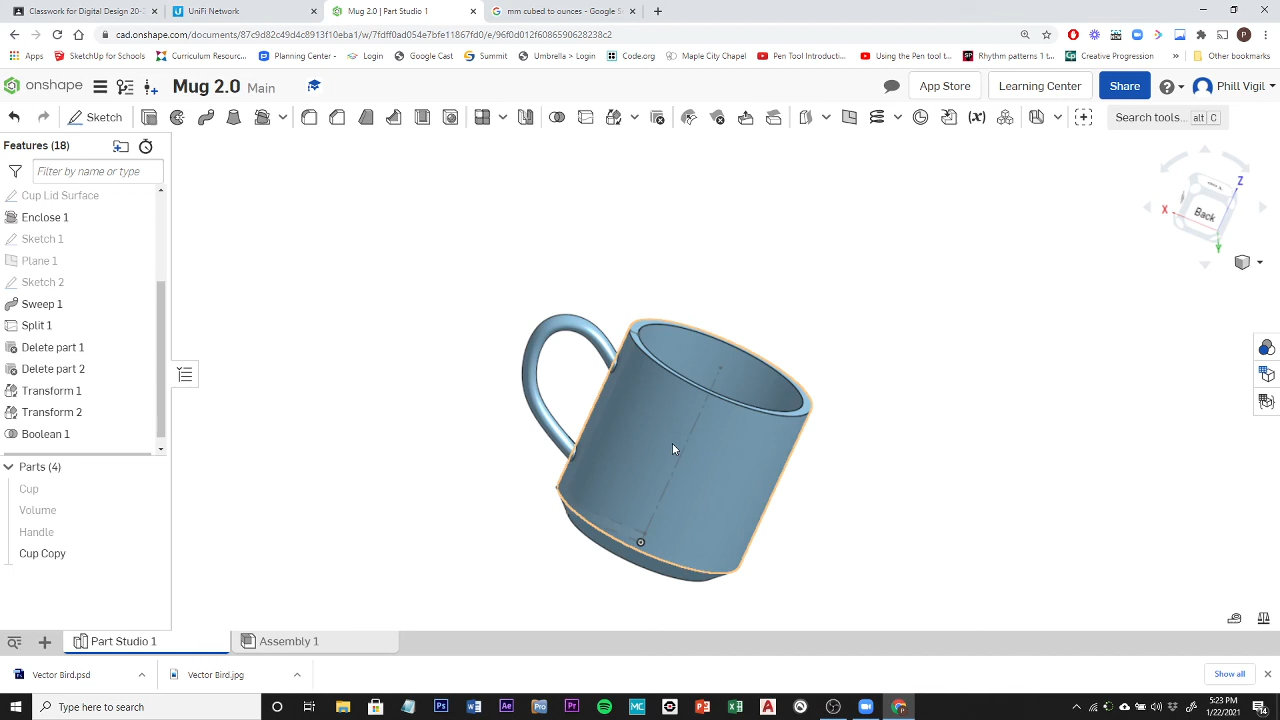 Classwork for Digital Design 20-2
UniFi Network
Mug 2.0 | Part Studio 1
mm cubed to ounces - Google Se
cad.onshape.com/documents/87c9d82c49d4c8913f10eba1/w/7fdff0ad054e7bf1e11867f60/e/96f0d012f6086590628238c2
Apps
SketchUp for Schools
Curriculum Resourc...
Planning Center
1 on 1 Form
Google Cast
Summit
Umbrella > Login
Code.org
Maple City Chapel
Pen Tool Introducti...
Using the Pen tool t...
Rhythm patterns 1 t...
Creative Progression
Other bookmarks
onshape
Mug 2.0 Main
App Store
Learning Center
Share
Phill Vigil
Sketch
Search tools... alt C
Features (18)
Filter by name or type
Cup Lid Surface
Enclose 1
Sketch 1
Plane 1
Sketch 2
Sweep 1
Split 1
Delete part 1
Delete part 2
Transform 1
Transform 2
Boolean 1
Parts (4)
Cup
Volume
Handle
Cup Copy
Z
X
Back
Y
Part Studio 1
Assembly 1
Vector Bird.psd
Vector Bird.jpg
Show all
Type here to search
5:23 PM
1/22/2021